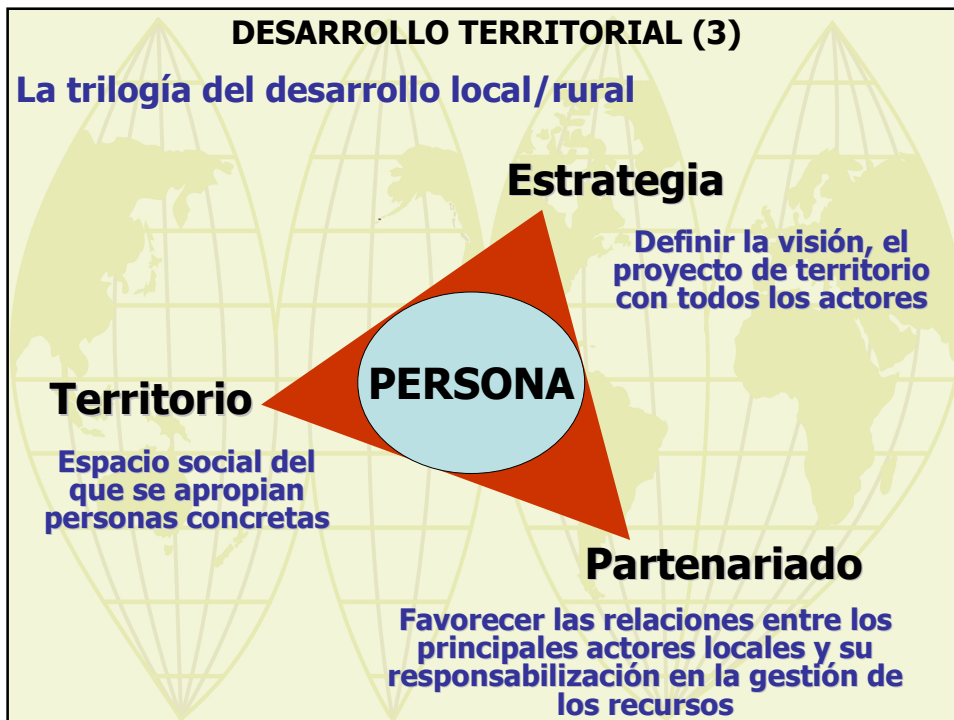 DESARROLLO TERRITORIAL (3)
La trilogía del desarrollo local/rural
Estrategia
Definir la visión, el
proyecto de territorio
con todos los actores
PERSONA
Territorio
Espacio social del
que se apropian
personas concretas
Partenariado
Favorecer las relaciones entre los
principales actores locales y su
responsabilización en la gestión de
los recursos